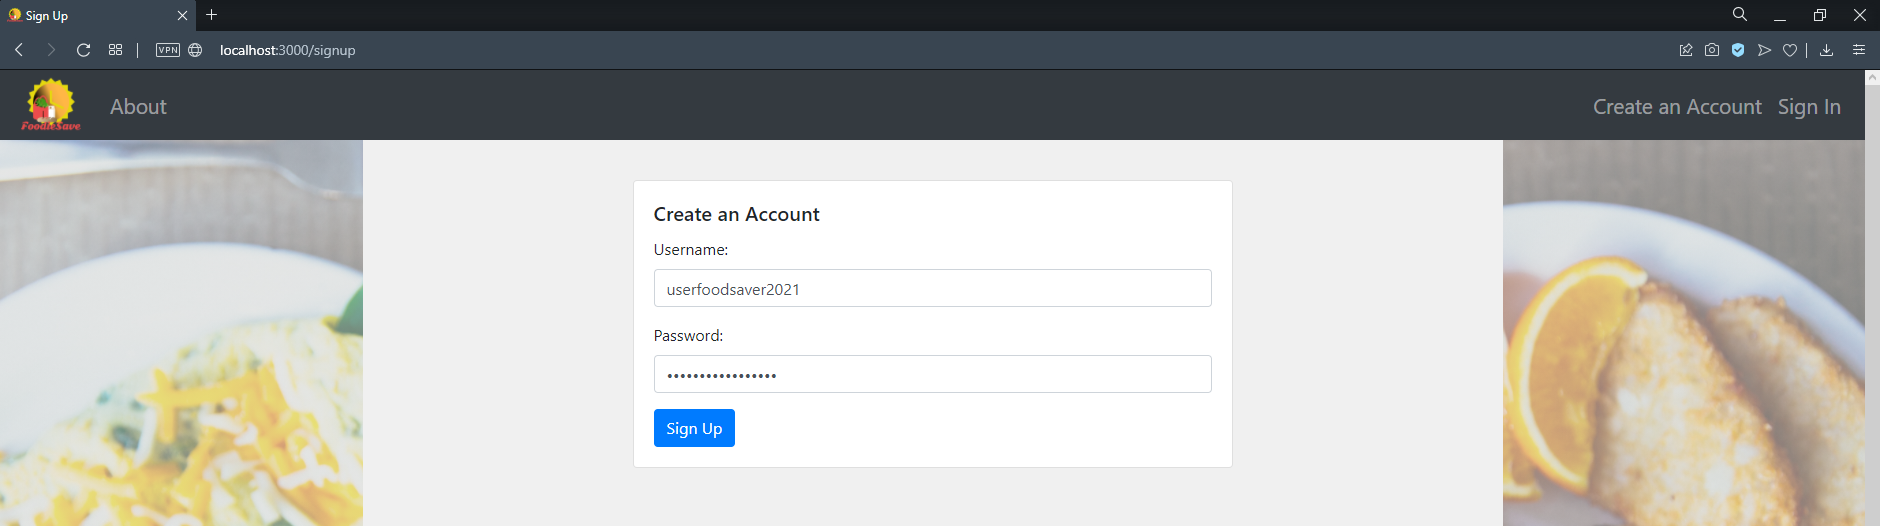 Sign Up
VPN
localhost:3000/signup
FoodieSave
About
Create an Account
Sign In
Create an Account
Username:
userfoodsaver2021
Password:
•••••••••••••••••
Sign Up